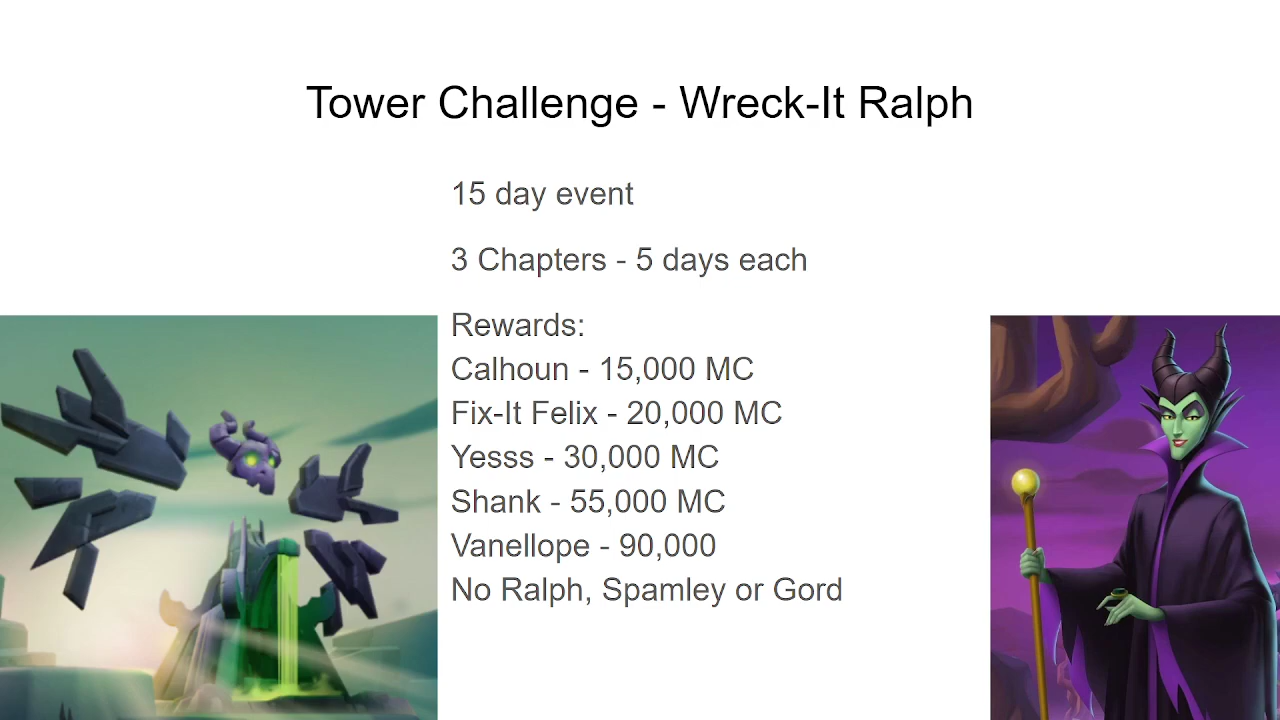 Tower Challenge - Wreck-It Ralph
15 day event
3 Chapters - 5 days each
Rewards:
Calhoun - 15,000 MC
Fix-It Felix - 20,000 MC
Yesss - 30,000 MC
Shank - 55,000 MC
Vanellope - 90,000
No Ralph, Spamley or Gord